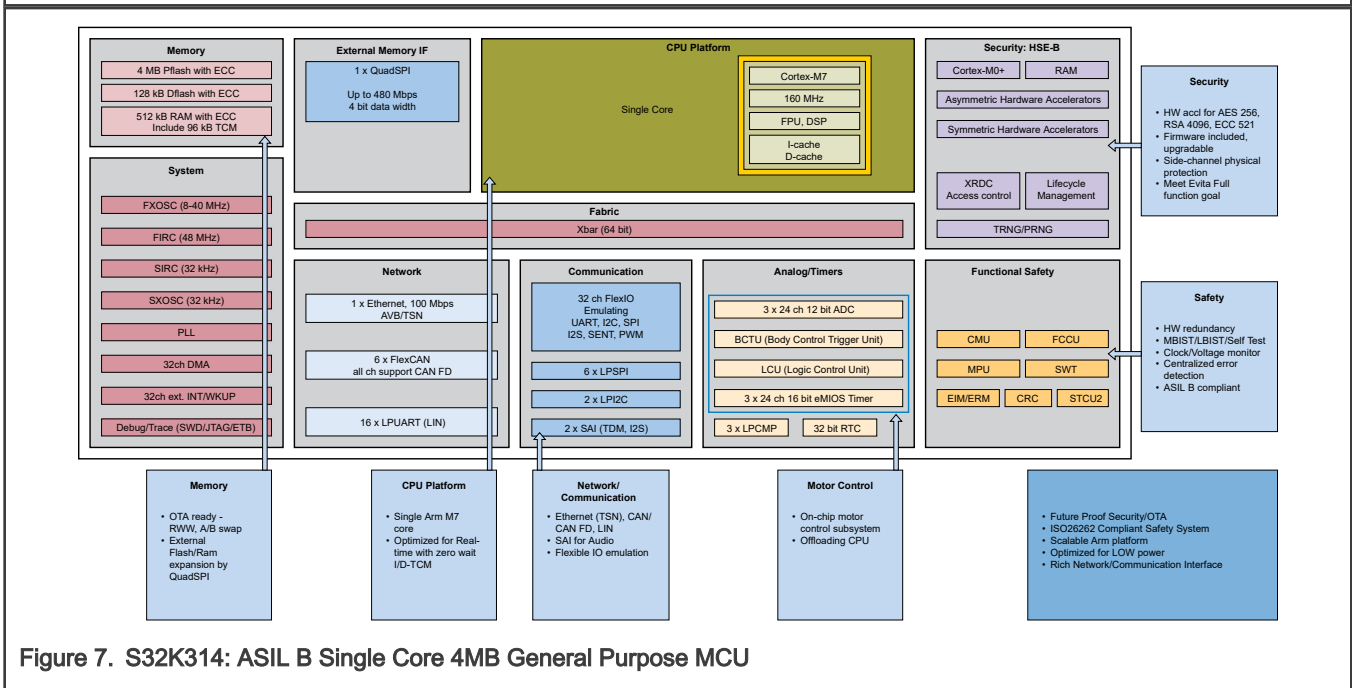 Memory
4 MB Pflash with ECC
128 kB Dflash with ECC
512 kB RAM with ECC
Include 96 kB TCM
External Memory IF
1 x QuadSPI
Up to 480 Mbps
4 bit data width
CPU Platform
Single Core
Cortex-M7
160 MHz
FPU, DSP
I-cache
D-cache
Security: HSE-B
Cortex-M0+
RAM
Asymmetric Hardware Accelerators
Symmetric Hardware Accelerators
XRDC
Access control
Lifecycle
Management
TRNG/PRNG
Security
• HW accl for AES 256,
RSA 4096, ECC 521
• Firmware included,
upgradable
• Side-channel physical
protection
• Meet Evita Full
function goal
System
FXOSC (8-40 MHz)
FIRC (48 MHz)
SIRC (32 kHz)
SXOSC (32 kHz)
PLL
32ch DMA
32ch ext. INT/WKUP
Debug/Trace (SWD/JTAG/ETB)
Fabric
Xbar (64 bit)
Network
1 x Ethernet, 100 Mbps
AVB/TSN
6 x FlexCAN
all ch support CAN FD
16 x LPUART (LIN)
Communication
32 ch FlexIO
Emulating
UART, I2C, SPI
I2S, SENT, PWM
6 x LPSPI
2 x LPI2C
2 x SAI (TDM, I2S)
Analog/Timers
3 x 24 ch 12 bit ADC
BCTU (Body Control Trigger Unit)
LCU (Logic Control Unit)
3 x 24 ch 16 bit eMIOS Timer
3 x LPCMP
32 bit RTC
Functional Safety
CMU
FCCU
MPU
SWT
EIM/ERM
CRC
STCU2
Safety
• HW redundancy
• MBIST/LBIST/Self Test
• Clock/Voltage monitor
• Centralized error
detection
• ASIL B compliant
Memory
• OTA ready -
RWW, A/B swap
• External
Flash/Ram
expansion by
QuadSPI
CPU Platform
• Single Arm M7
core
• Optimized for Real-
time with zero wait
I/D-TCM
Network/
Communication
• Ethernet (TSN), CAN/
CAN FD, LIN
• SAI for Audio
• Flexible IO emulation
Motor Control
• On-chip motor
control subsystem
• Offloading CPU
• Future Proof Security/OTA
• ISO26262 Compliant Safety System
• Scalable Arm platform
• Optimized for LOW power
• Rich Network/Communication Interface
Figure 7. S32K314: ASIL B Single Core 4MB General Purpose MCU